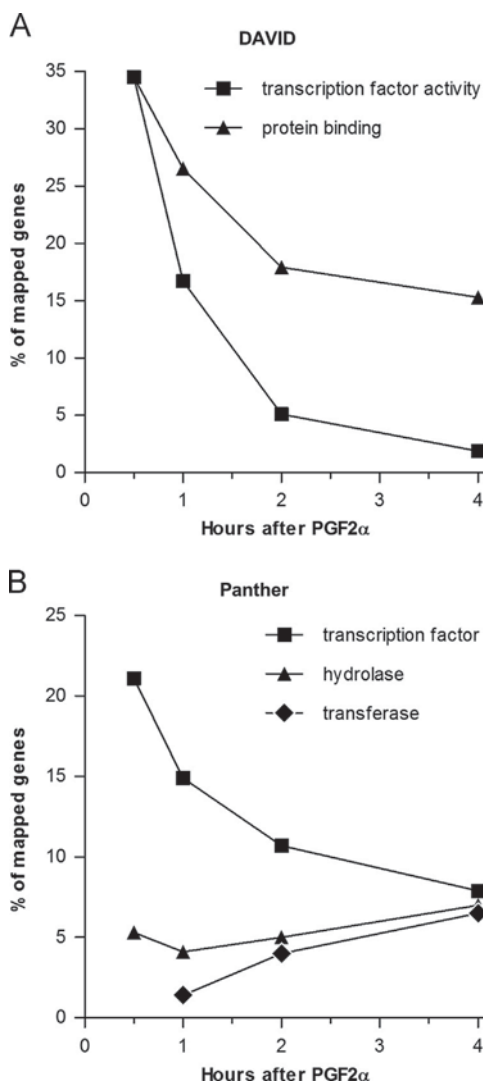 A
DAVID
35
30
25
20
15
10
5
0
% of mapped genes
transcription factor activity
protein binding
0
1
2
3
4
Hours after PGF2α
B
Panther
25
20
15
10
5
0
% of mapped genes
transcription factor
hydrolase
transferase
0
1
2
3
4
Hours after PGF2α